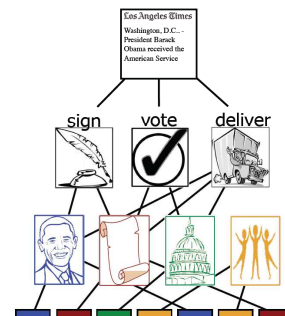 Los Angeles Times
Washington, D.C.. -
President Barack
Obama received the
American Service
sign vote deliver